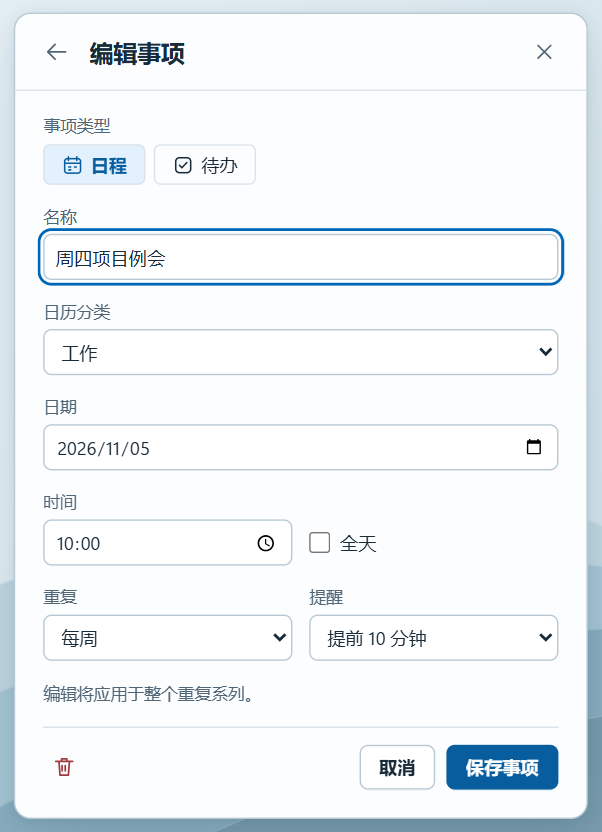 编辑事项
事项类型
日程 待办
名称
周四项目例会
日历分类
工作
日期
2026/11/05
时间
10:00 全天
重复 提醒
每周 提前 10 分钟
编辑将应用于整个重复系列。
取消 保存事项